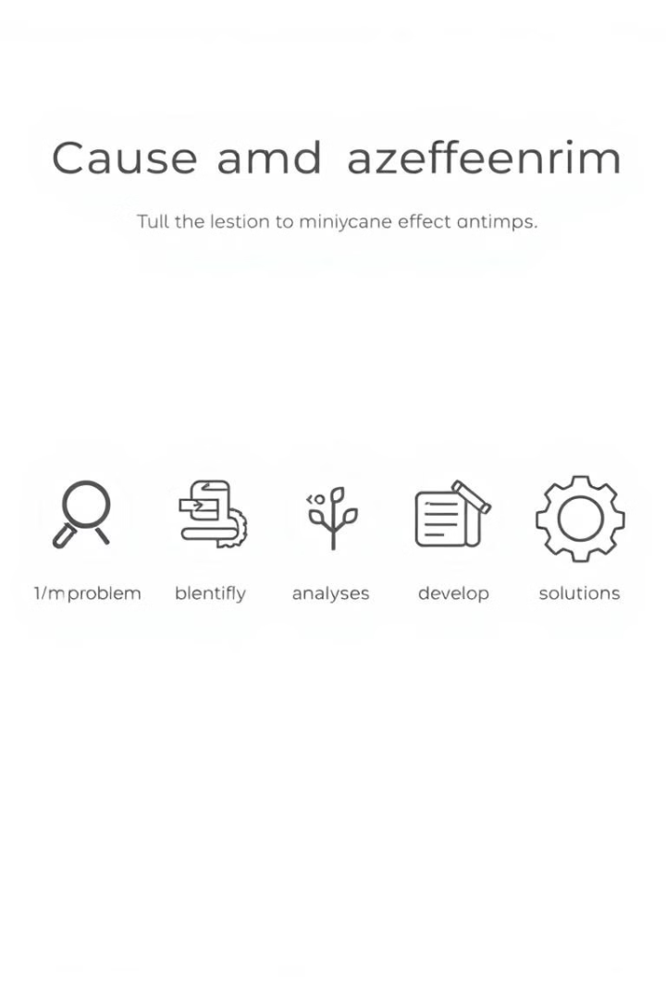 Cause amd azeffeenrim
Tull the lestion to miniycane effect antimps.
1/mproblem blentifly analyses develop solutions